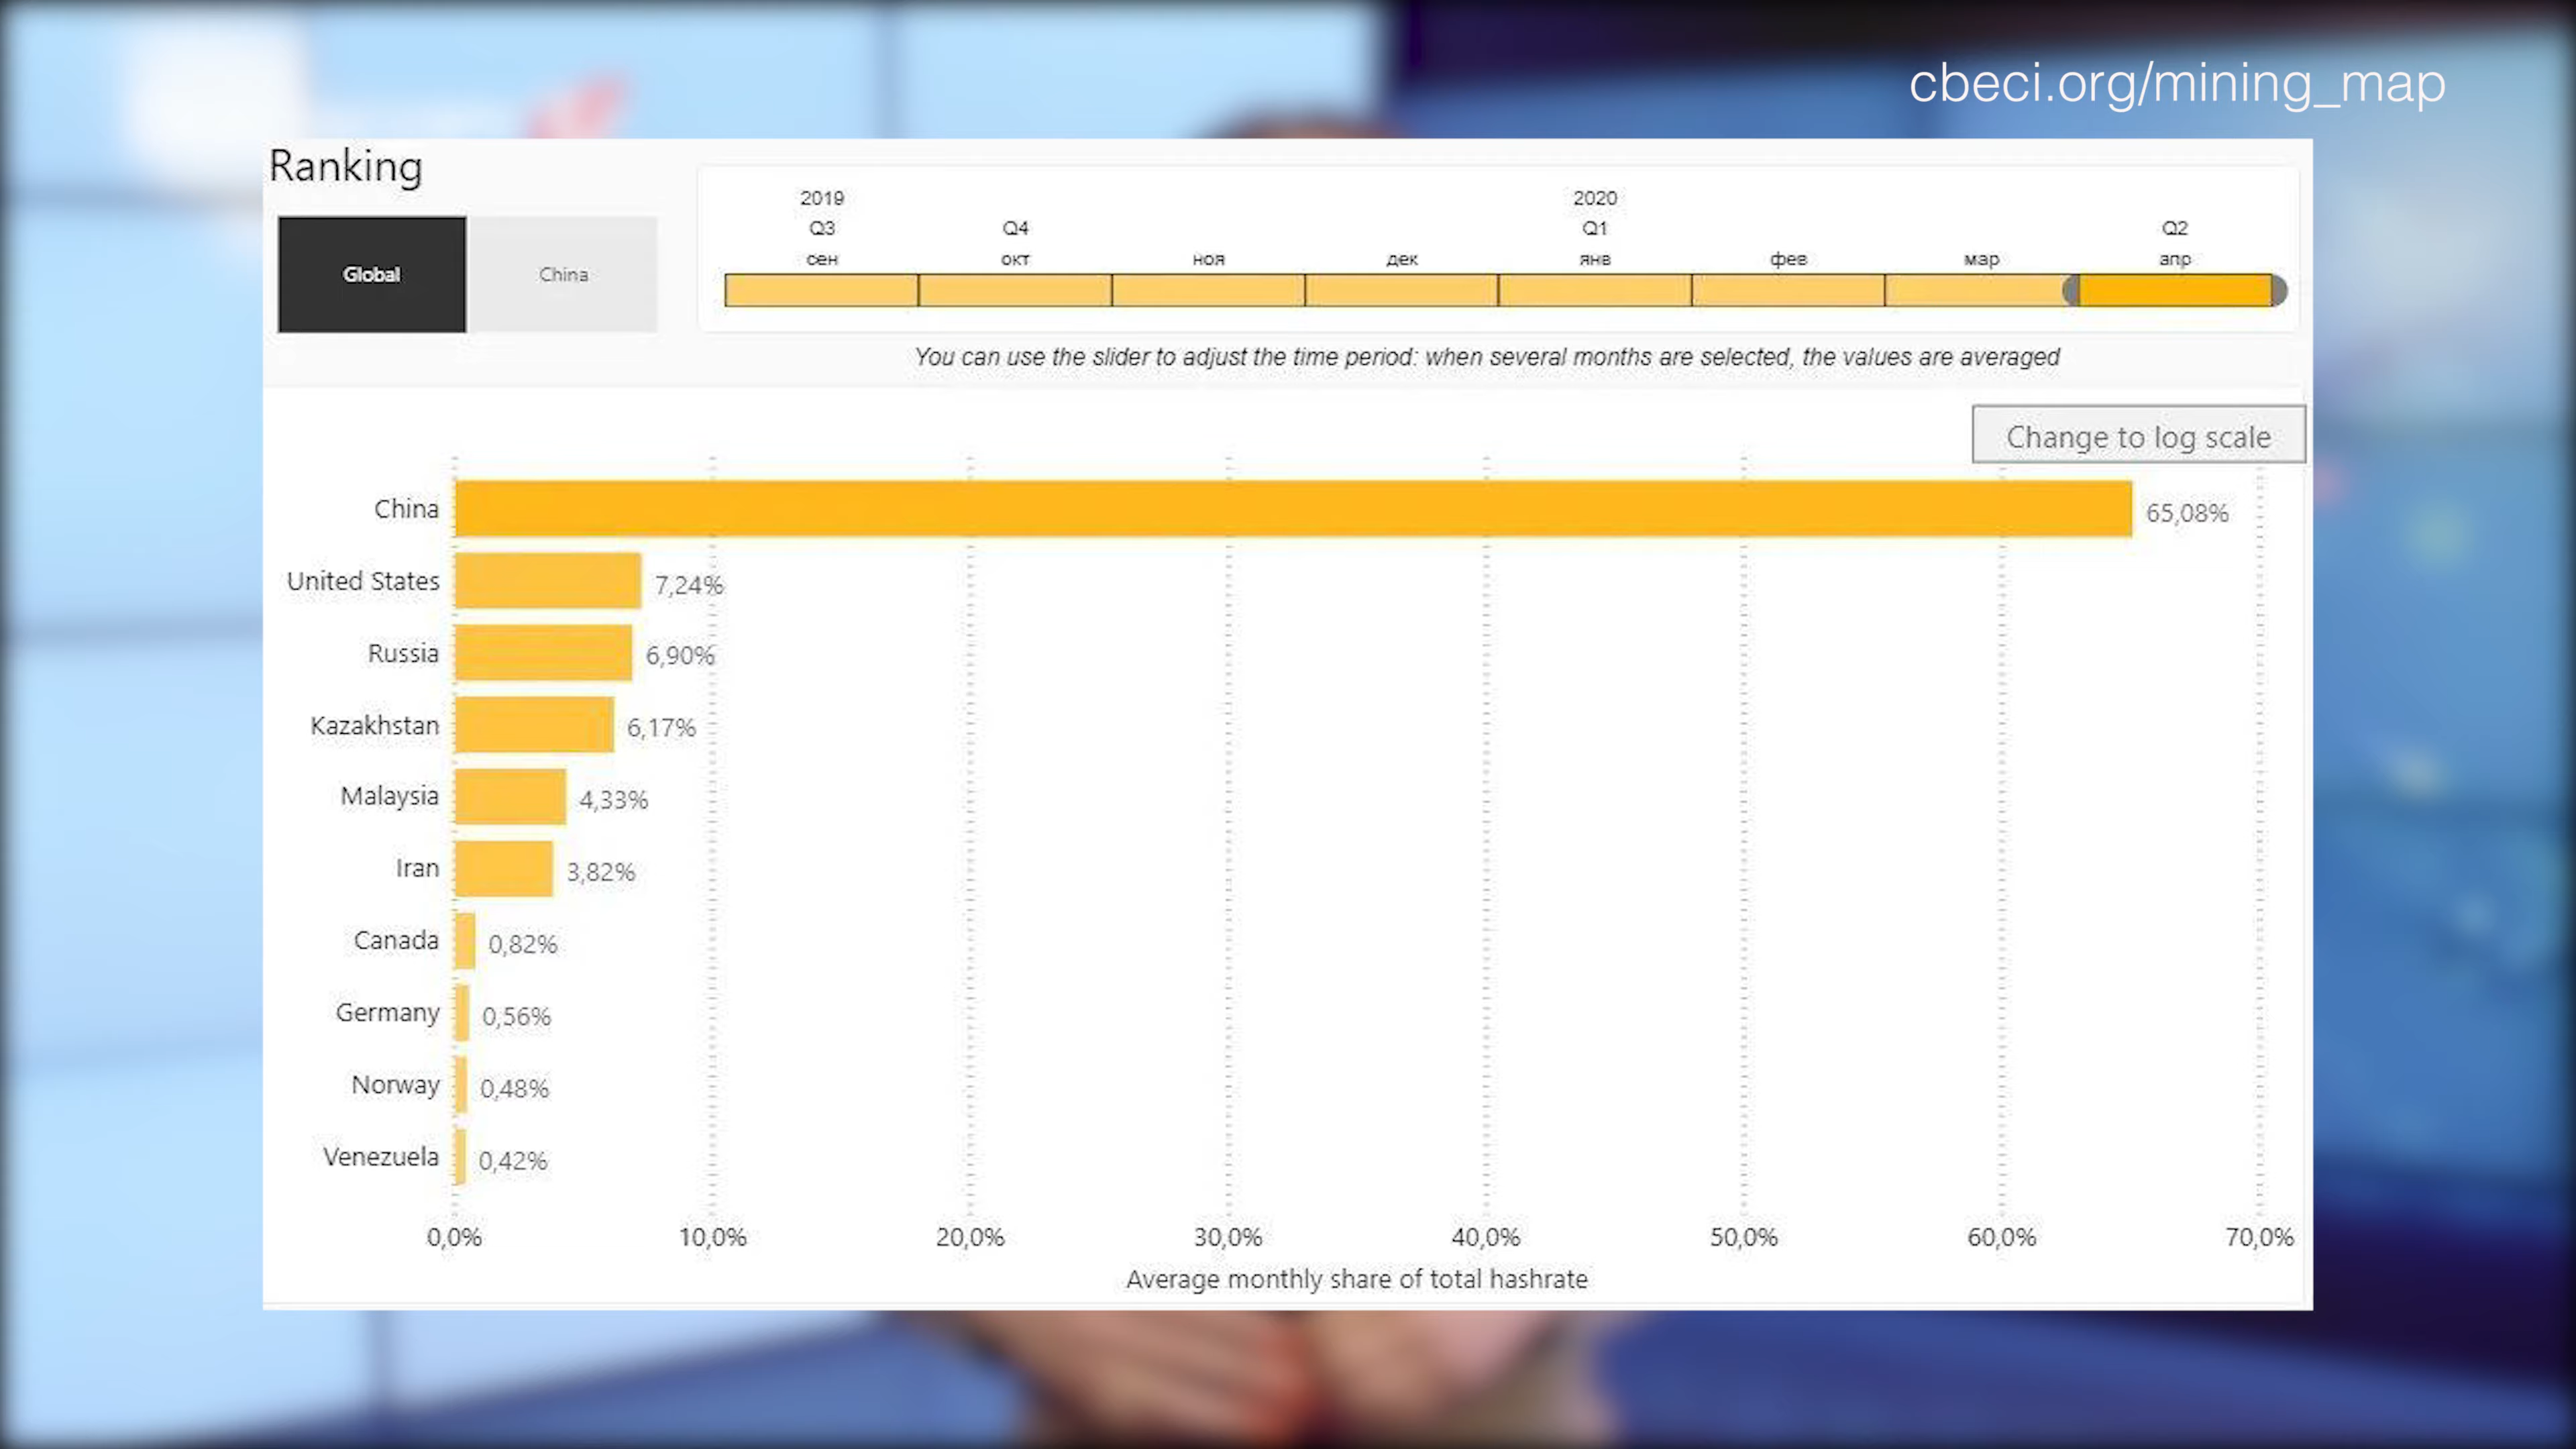 cbeci.org/mining_map
Ranking
Global
China
2019
2020
Q3
Q4
Q1
Q2
сен
окт
ноя
дек
янв
фев
мар
апр
You can use the slider to adjust the time period: when several months are selected, the values are averaged
Change to log scale
China 65,08%
United States 7,24%
Russia 6,90%
Kazakhstan 6,17%
Malaysia 4,33%
Iran 3,82%
Canada 0,82%
Germany 0,56%
Norway 0,48%
Venezuela 0,42%
0,0% 10,0% 20,0% 30,0% 40,0% 50,0% 60,0% 70,0%
Average monthly share of total hashrate